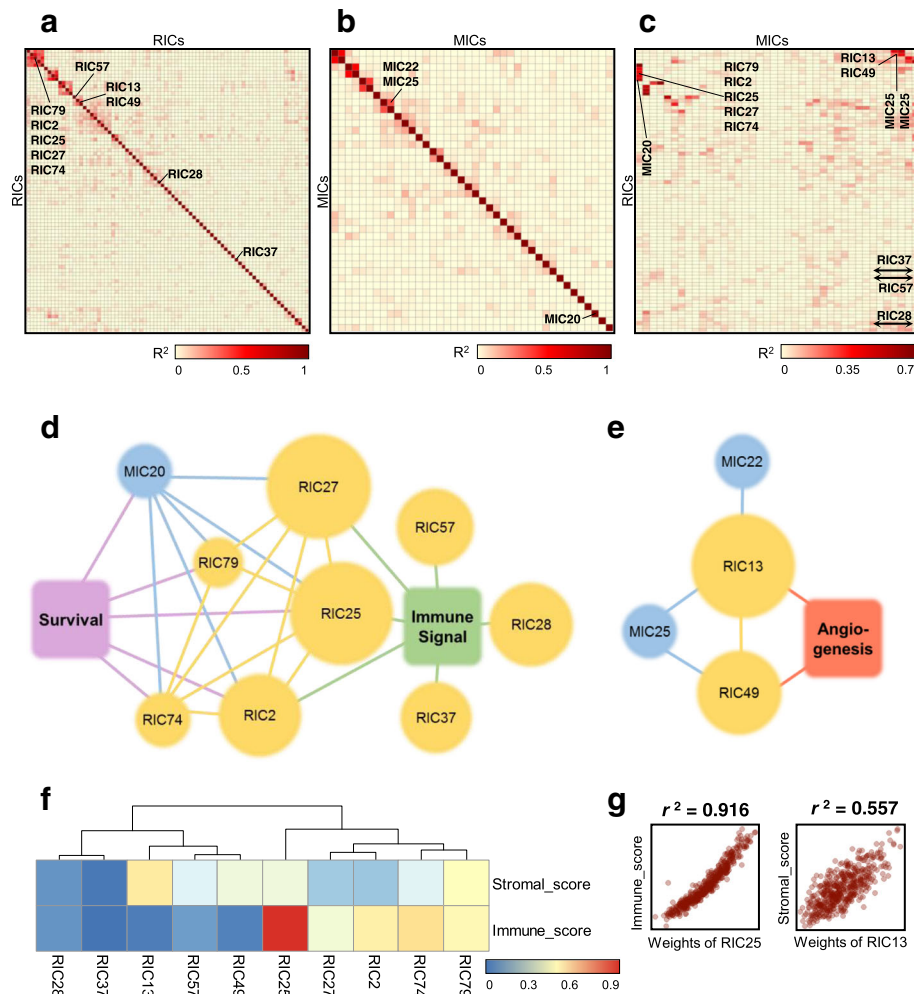 a
RICs
RIC57
RIC13
RIC49
RIC79
RIC2
RIC25
RIC27
RIC74
RIC28
RIC37
RICs
R²
0 0.5 1
b
MICs
MIC22
MIC25
MIC20
MICs
R²
0 0.5 1
c
MICs
RIC79
RIC2
RIC25
RIC27
RIC74
RIC13
RIC49
MIC25
MIC25
MIC20
RIC37
RIC57
RIC28
RICs
R²
0 0.35 0.7
d
MIC20
RIC27
RIC57
RIC79
RIC25
Survival
Immune
Signal
RIC28
RIC74
RIC2
RIC37
e
MIC22
RIC13
MIC25
Angio-
genesis
RIC49
f
Stromal_score
Immune_score
RIC28
RIC37
RIC13
RIC57
RIC49
RIC25
RIC27
RIC2
RIC74
RIC79
0 0.3 0.6 0.9
g
r² = 0.916
Immune_score
Weights of RIC25
r² = 0.557
Stromal_score
Weights of RIC13